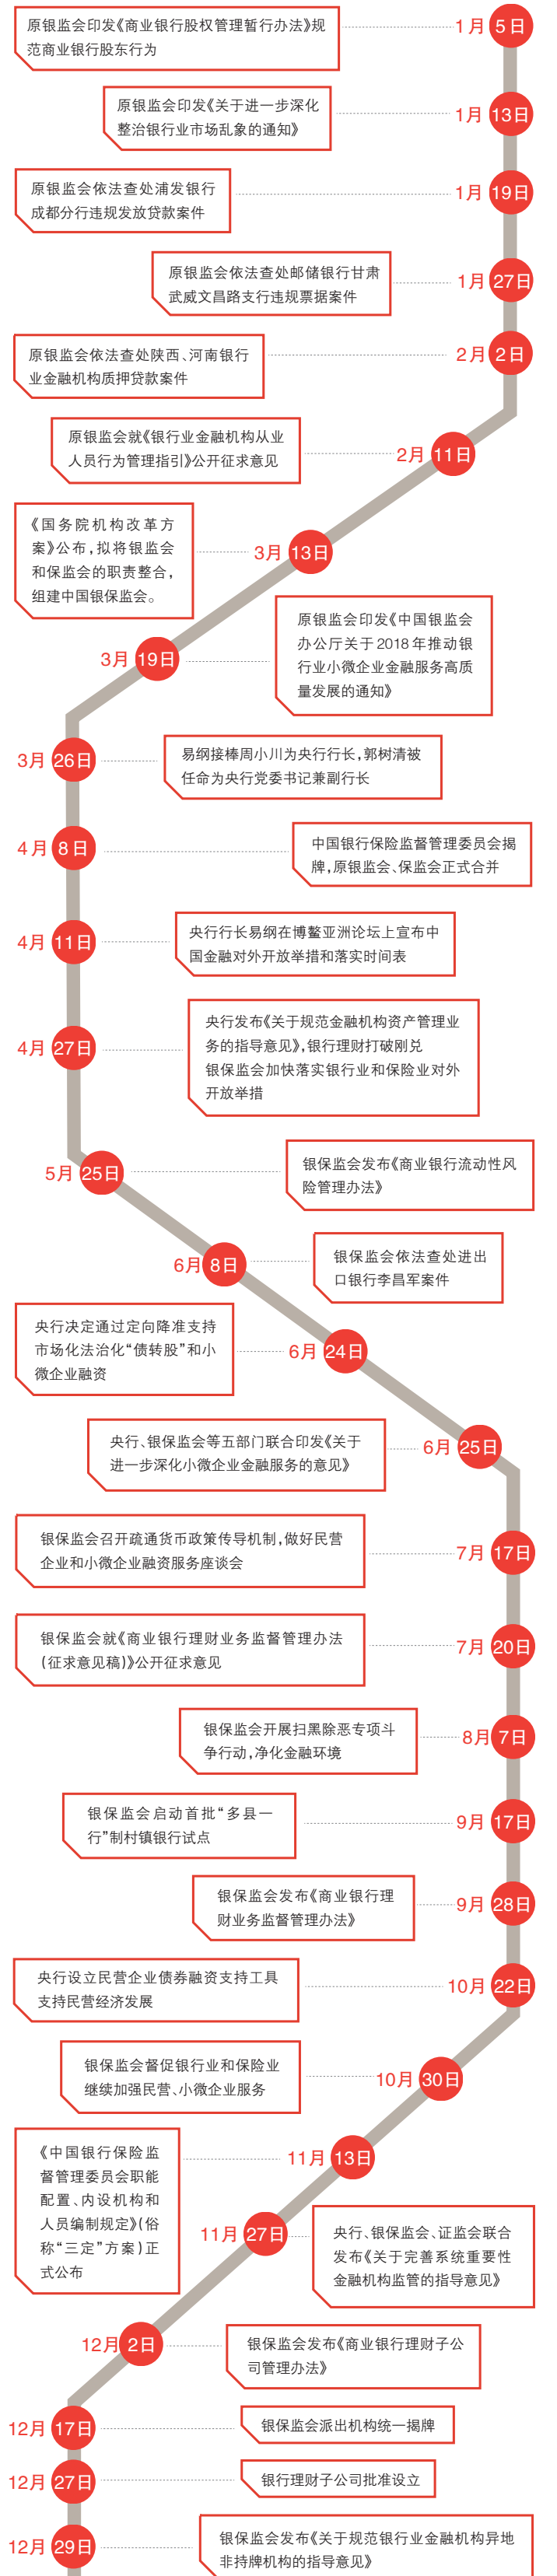 原银监会印发《商业银行股权管理暂行办法》规
范商业银行股东行为
1月 5日
原银监会印发《关于进一步深化
整治银行业市场乱象的通知》
1月 13日
原银监会依法查处浦发银行
成都分行违规发放贷款案件
1月 19日
原银监会依法查处邮储银行甘肃
武威文昌路支行违规票据案件
1月 27日
原银监会依法查处陕西、河南银行
业金融机构质押贷款案件
2月 2日
原银监会就《银行业金融机构从业
人员行为管理指引》公开征求意见
2月 11日
《国务院机构改革方
案》公布，拟将银监会
和保监会的职责整合，
组建中国银保监会。
3月 13日
3月 19日
原银监会印发《中国银监会
办公厅关于2018年推动银
行业小微企业金融服务高质
量发展的通知》
3月 26日
易纲接棒周小川为央行行长，郭树清被
任命为央行党委书记兼副行长
4月 8日
中国银行保险监督管理委员会揭
牌，原银监会、保监会正式合并
4月 11日
央行行长易纲在博鳌亚洲论坛上宣布中
国金融对外开放举措和落实时间表
4月 27日
央行发布《关于规范金融机构资产管理业
务的指导意见》，银行理财打破刚兑
银保监会加快落实银行业和保险业对外
开放举措
5月 25日
银保监会发布《商业银行流动性风
险管理办法》
6月 8日
银保监会依法查处进出
口银行李昌军案件
央行决定通过定向降准支持
市场化法治化“债转股”和小
微企业融资
6月 24日
央行、银保监会等五部门联合印发《关于
进一步深化小微企业金融服务的意见》
6月 25日
银保监会召开疏通货币政策传导机制，做好民营
企业和小微企业融资服务座谈会
7月 17日
银保监会就《商业银行理财业务监督管理办法
（征求意见稿）》公开征求意见
7月 20日
银保监会开展扫黑除恶专项斗
争行动，净化金融环境
8月 7日
银保监会启动首批“多县一
行”制村镇银行试点
9月 17日
银保监会发布《商业银行理
财业务监督管理办法》
9月 28日
央行设立民营企业债券融资支持工具
支持民营经济发展
10月 22日
银保监会督促银行业和保险业
继续加强民营、小微企业服务
10月 30日
《中国银行保险监
督管理委员会职能
配置、内设机构和
人员编制规定》（俗
称“三定”方案）正
式公布
11月 13日
11月 27日
央行、银保监会、证监会联合
发布《关于完善系统重要性
金融机构监管的指导意见》
12月 2日
银保监会发布《商业银行理财子公
司管理办法》
12月 17日
银保监会派出机构统一揭牌
12月 27日
银行理财子公司批准设立
12月 29日
银保监会发布《关于规范银行业金融机构异地
非持牌机构的指导意见》